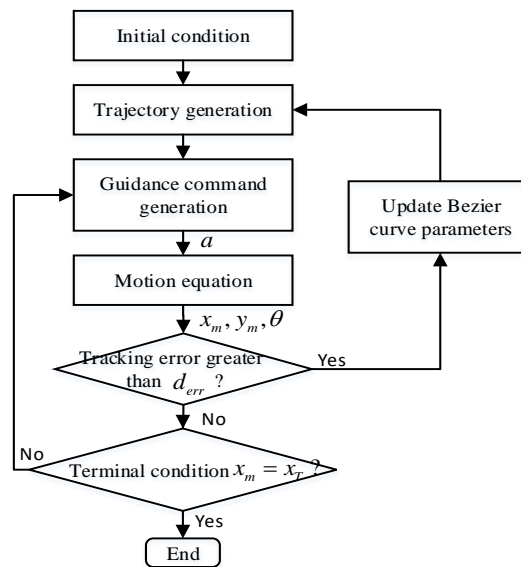 Initial condition
Trajectory generation
Guidance command
generation
Update Bezier
curve parameters
a
Motion equation
x_m, y_m, θ
Tracking error greater
than d_err ?
Yes
No
No
Terminal condition x_m = x_T ?
Yes
End